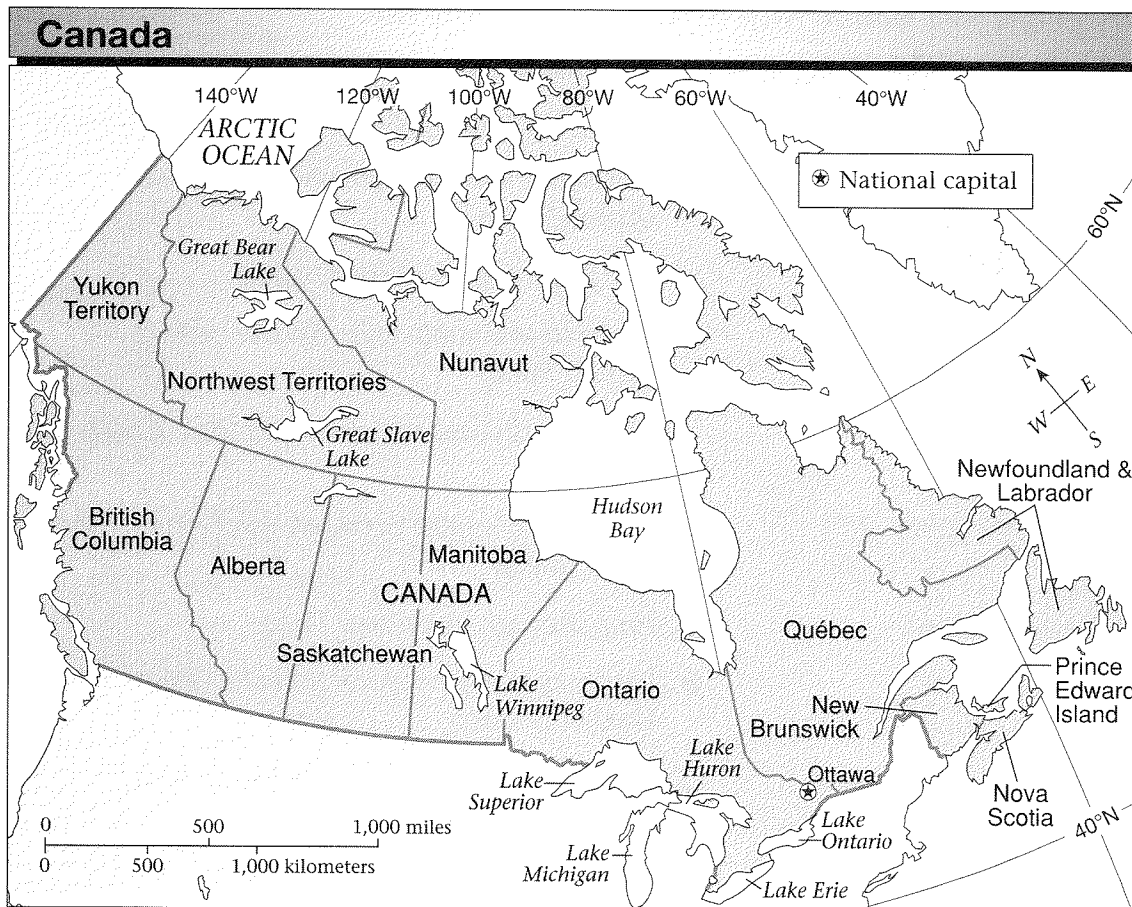 Canada
140°W
120°W
100°W
80°W
60°W
40°W
ARCTIC
OCEAN
National capital
60°N
Great Bear
Lake
Yukon
Territory
Nunavut
Northwest Territories
N
E
W
S
Great Slave
Lake
Newfoundland &
Labrador
Hudson
Bay
British
Columbia
Alberta
Manitoba
CANADA
Québec
Saskatchewan
Lake
Winnipeg
Ontario
New
Brunswick
Prince
Edward
Island
Lake
Huron
Ottawa
Lake
Superior
Nova
Scotia
40°N
0 500 1,000 miles
0 500 1,000 kilometers
Lake
Ontario
Lake
Michigan
Lake Erie